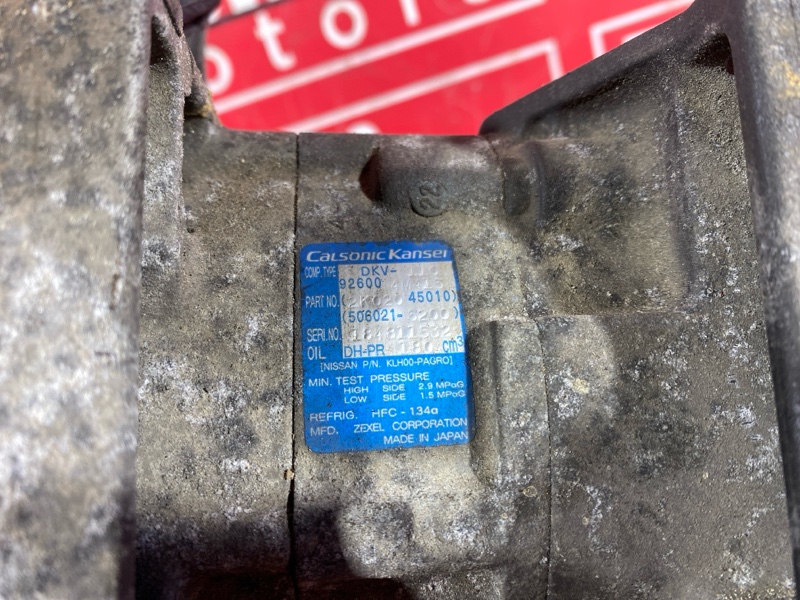 otor
Calsonic Kansei
COMP. TYPE DKV-
92600
PART NO. 45010)
(506021-
SERI.NO.
OIL DH-PR cm³
[NISSAN P/N. KLH00-PAGRO]
MIN. TEST PRESSURE
HIGH SIDE 2.9 MPaG
LOW SIDE 1.5 MPaG
REFRIG. HFC-134a
MFD. ZEXEL CORPORATION
MADE IN JAPAN